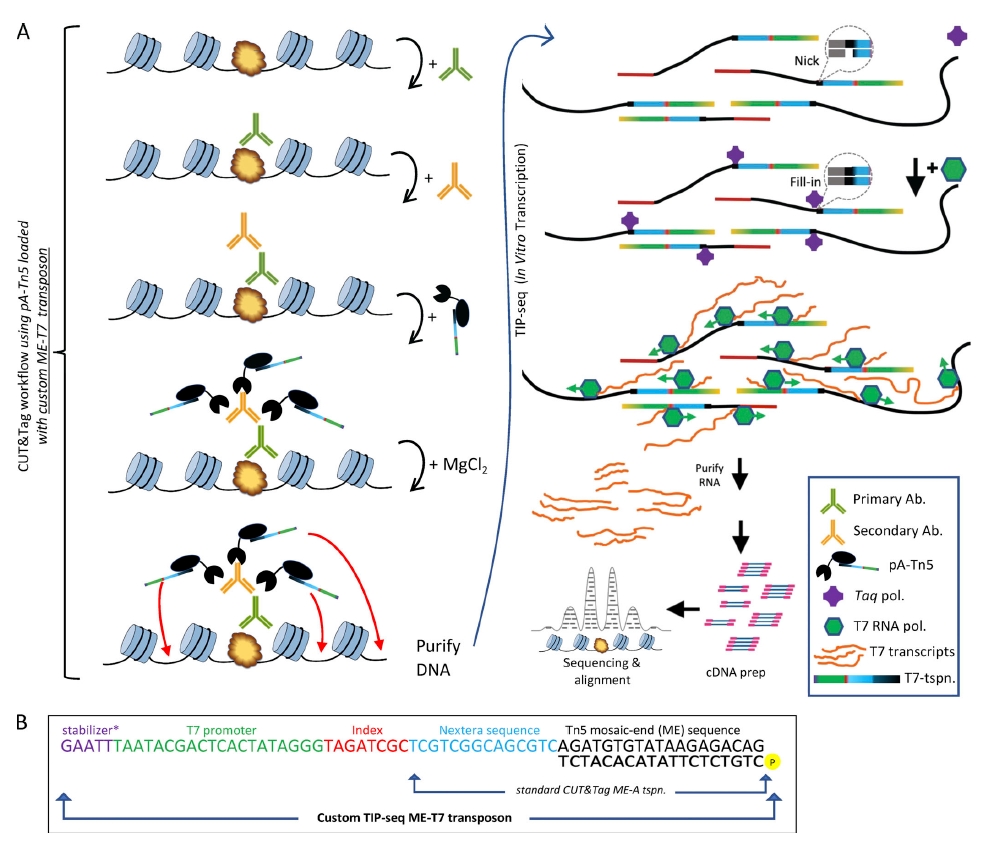 A
CUT&Tag workflow using pA-Tn5 loaded
with custom ME-T7 transposon
+
+
+
+ MgCl2
Purify
DNA
TIP-seq (In Vitro Transcription)
Nick
Fill-in
+
Purify
RNA
Sequencing &
alignment
cDNA prep
Primary Ab.
Secondary Ab.
pA-Tn5
Taq pol.
T7 RNA pol.
T7 transcripts
T7-tspn.
B
stabilizer* T7 promoter Index Nextera sequence Tn5 mosaic-end (ME) sequence
GAATTTAATACGACTCACTATAGGGTAGATCGCTCGTCGGCAGCGTCAGATGTGTATAAGAGACAG
TCTACACATATTCTCTGTC P
standard CUT&Tag ME-A tspn.
Custom TIP-seq ME-T7 transposon